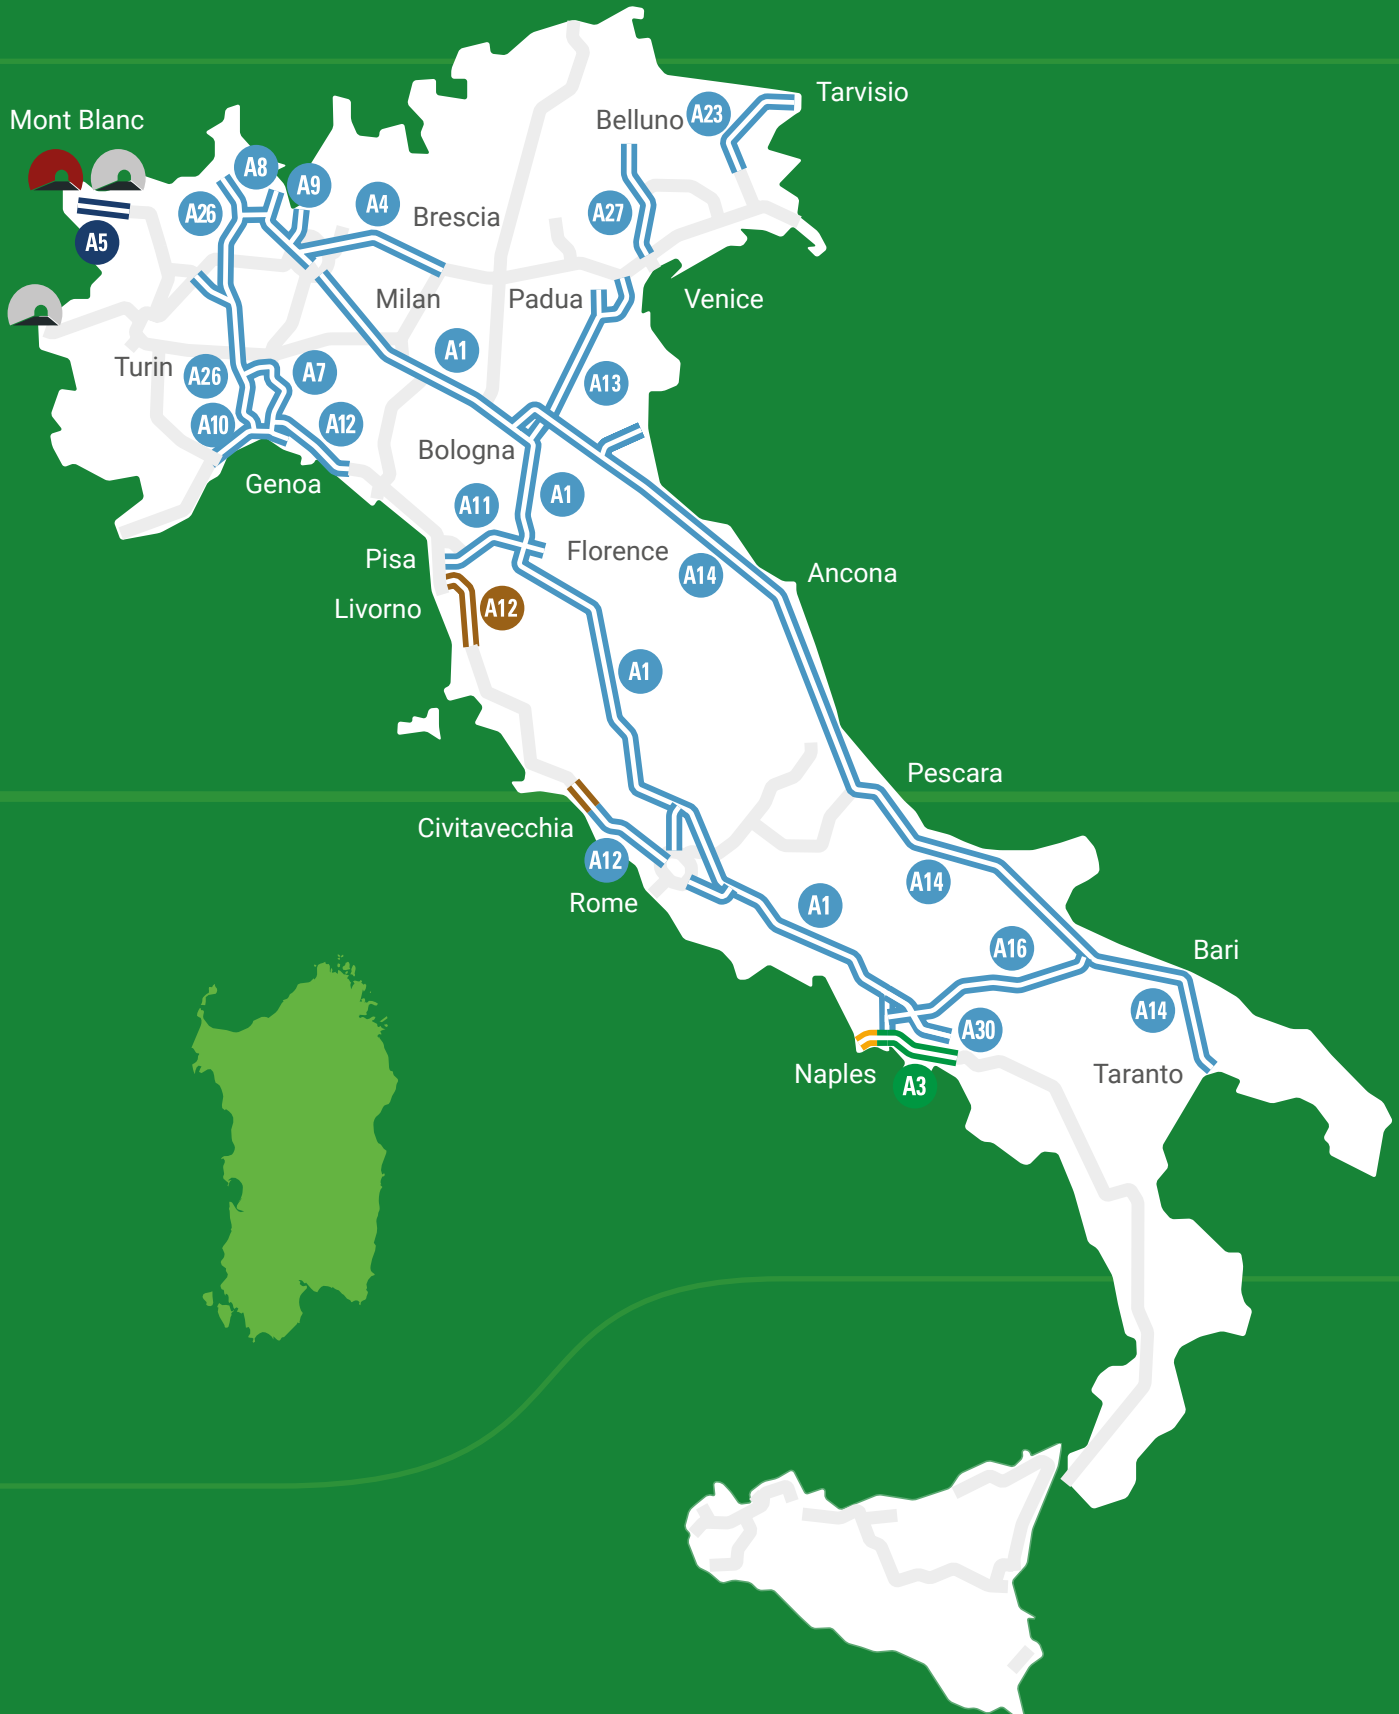 Tarvisio
A23
Belluno
Mont Blanc
A8
A9
A4
A26
A27
Brescia
A5
Milan
Padua
Venice
A1
Turin
A26
A7
A13
A10
A12
Bologna
Genoa
A11
A1
Pisa
Florence
A14
Ancona
Livorno
A12
A1
Pescara
Civitavecchia
A12
A14
Rome
A1
A16
Bari
A14
A30
Naples
A3
Taranto